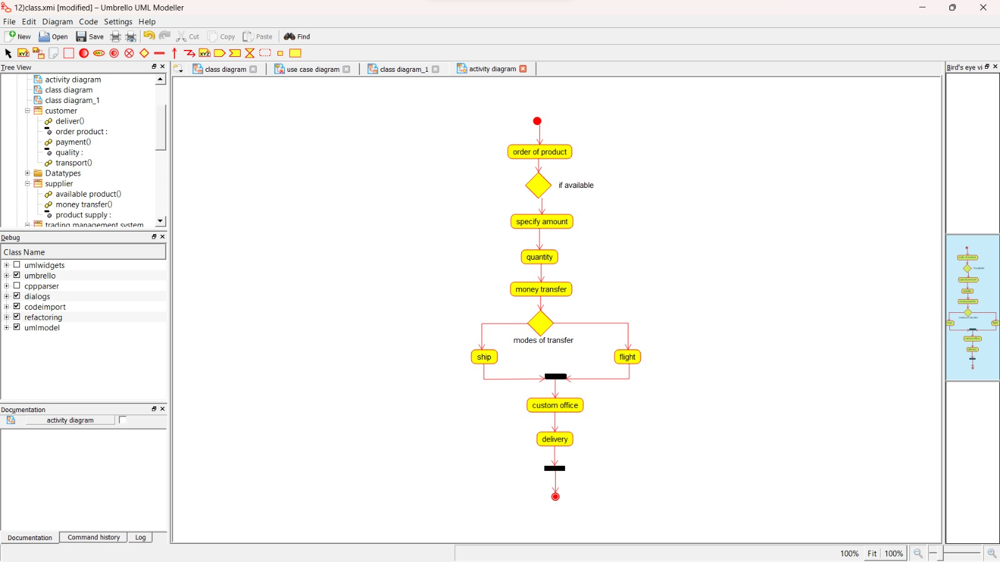 12)class.xmi [modified] – Umbrello UML Modeller
File Edit Diagram Code Settings Help
New Open Save Cut Copy Paste Find
Tree View
class diagram use case diagram class diagram_1 activity diagram
Bird's eye vi
activity diagram
class diagram
class diagram_1
customer
deliver()
order product :
payment()
quality :
transport()
Datatypes
supplier
available product()
money transfer()
product supply :
trading management system
Debug
Class Name
umlwidgets
umbrello
cppparser
dialogs
codeimport
refactoring
umlmodel
Documentation
activity diagram
Documentation Command history Log
order of product
if available
specify amount
quantity
money transfer
modes of transfer
ship
flight
custom office
delivery
100% Fit 100%